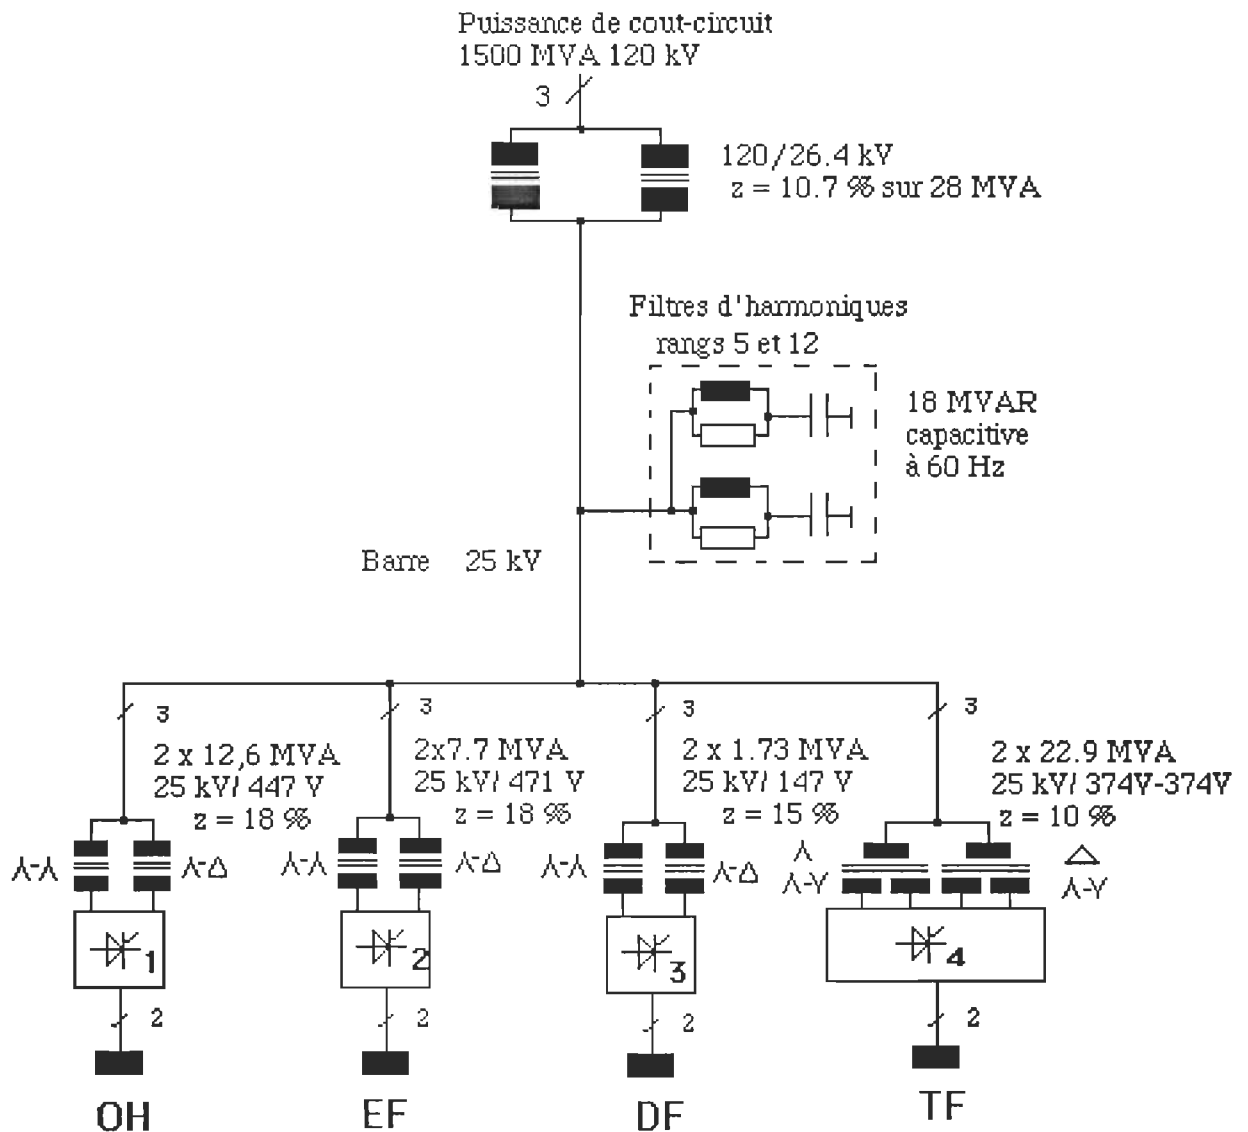 Puissance de cout-circuit
1500 MVA 120 kV
3
120/26.4 kV
z = 10.7 % sur 28 MVA
Filtres d'harmoniques
rangs 5 et 12
18 MVAR
capacitive
à 60 Hz
Barre 25 kV
3
3
3
3
2 x 12,6 MVA
25 kV/ 447 V
z = 18 %
2x7.7 MVA
25 kV/ 471 V
z = 18 %
2 x 1.73 MVA
25 kV/ 147 V
z = 15 %
2 x 22.9 MVA
25 kV/ 374V-374V
z = 10 %
⅄-⅄
⅄-Δ
⅄-⅄
⅄-Δ
⅄-⅄
⅄-Δ
⅄
⅄-Y
Δ
⅄-Y
1
2
3
4
2
2
2
2
OH
EF
DF
TF